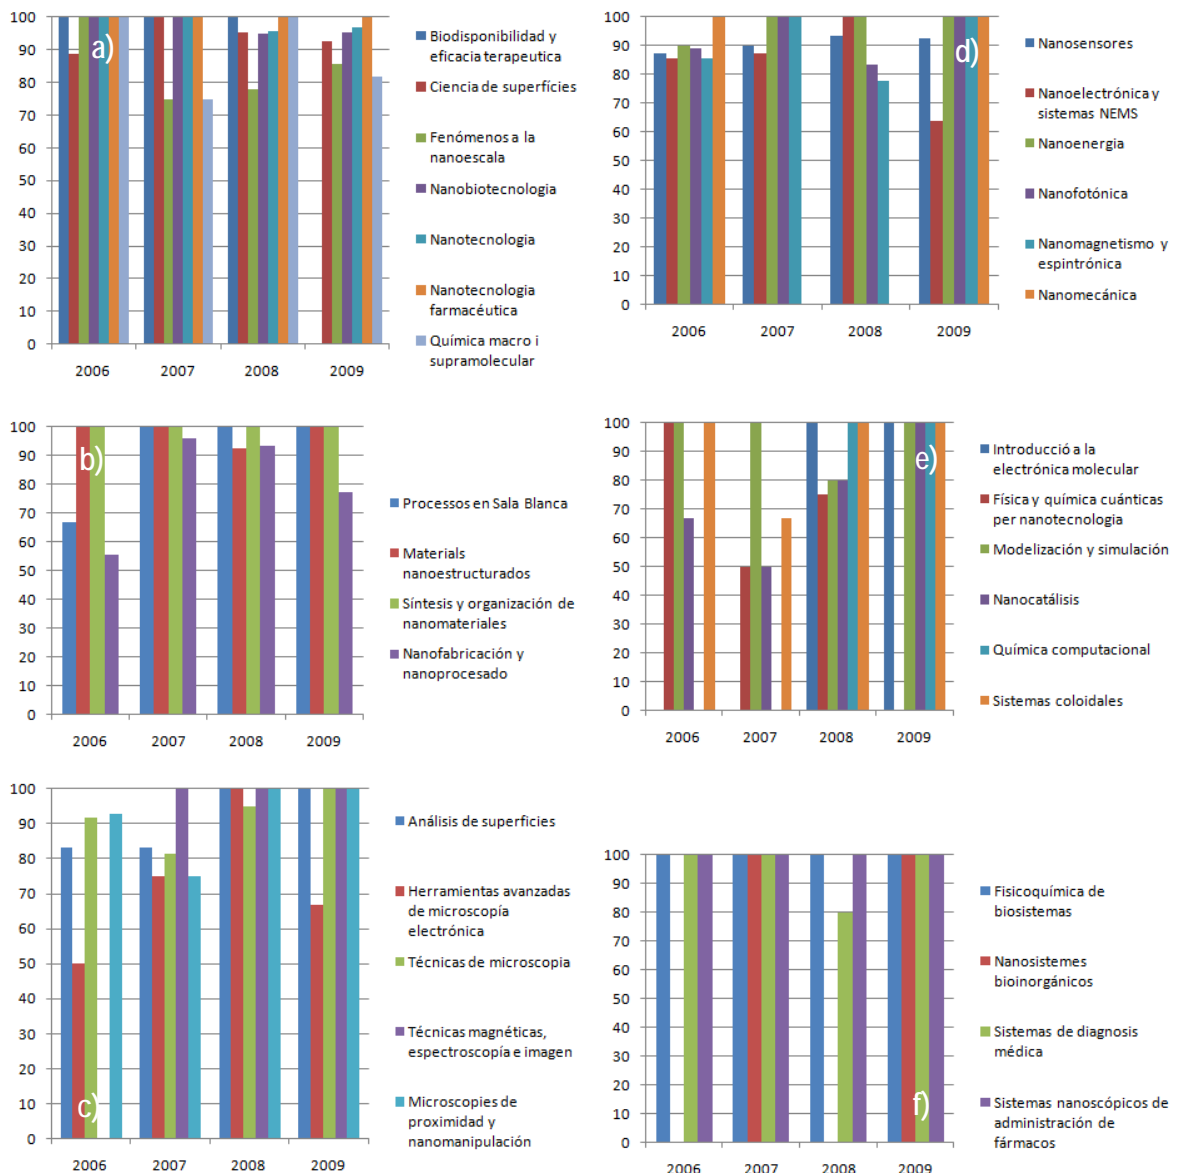 100
90
80
70
60
50
40
30
20
10
0
a)
2006
2007
2008
2009
Biodisponibilidad y
eficacia terapeutica
Ciencia de superfícies
Fenómenos a la
nanoescala
Nanobiotecnologia
Nanotecnologia
Nanotecnologia
farmacéutica
Química macro i
supramolecular
100
90
80
70
60
50
40
30
20
10
0
d)
2006
2007
2008
2009
Nanosensores
Nanoelectrónica y
sistemas NEMS
Nanoenergia
Nanofotónica
Nanomagnetismo y
espintrónica
Nanomecánica
100
90
80
70
60
50
40
30
20
10
0
b)
2006
2007
2008
2009
Processos en Sala Blanca
Materials
nanoestructurados
Síntesis y organización de
nanomateriales
Nanofabricación y
nanoprocesado
100
90
80
70
60
50
40
30
20
10
0
e)
2006
2007
2008
2009
Introducció a la
electrónica molecular
Física y química cuánticas
per nanotecnologia
Modelización y simulación
Nanocatálisis
Química computacional
Sistemas coloidales
100
90
80
70
60
50
40
30
20
10
0
c)
2006
2007
2008
2009
Análisis de superficies
Herramientas avanzadas
de microscopía
electrónica
Técnicas de microscopia
Técnicas magnéticas,
espectroscopía e imagen
Microscopies de
proximidad y
nanomanipulación
100
90
80
70
60
50
40
30
20
10
0
f)
2006
2007
2008
2009
Fisicoquímica de
biosistemas
Nanosistemes
bioinorgánicos
Sistemas de diagnosis
médica
Sistemas nanoscópicos de
administración de
fármacos